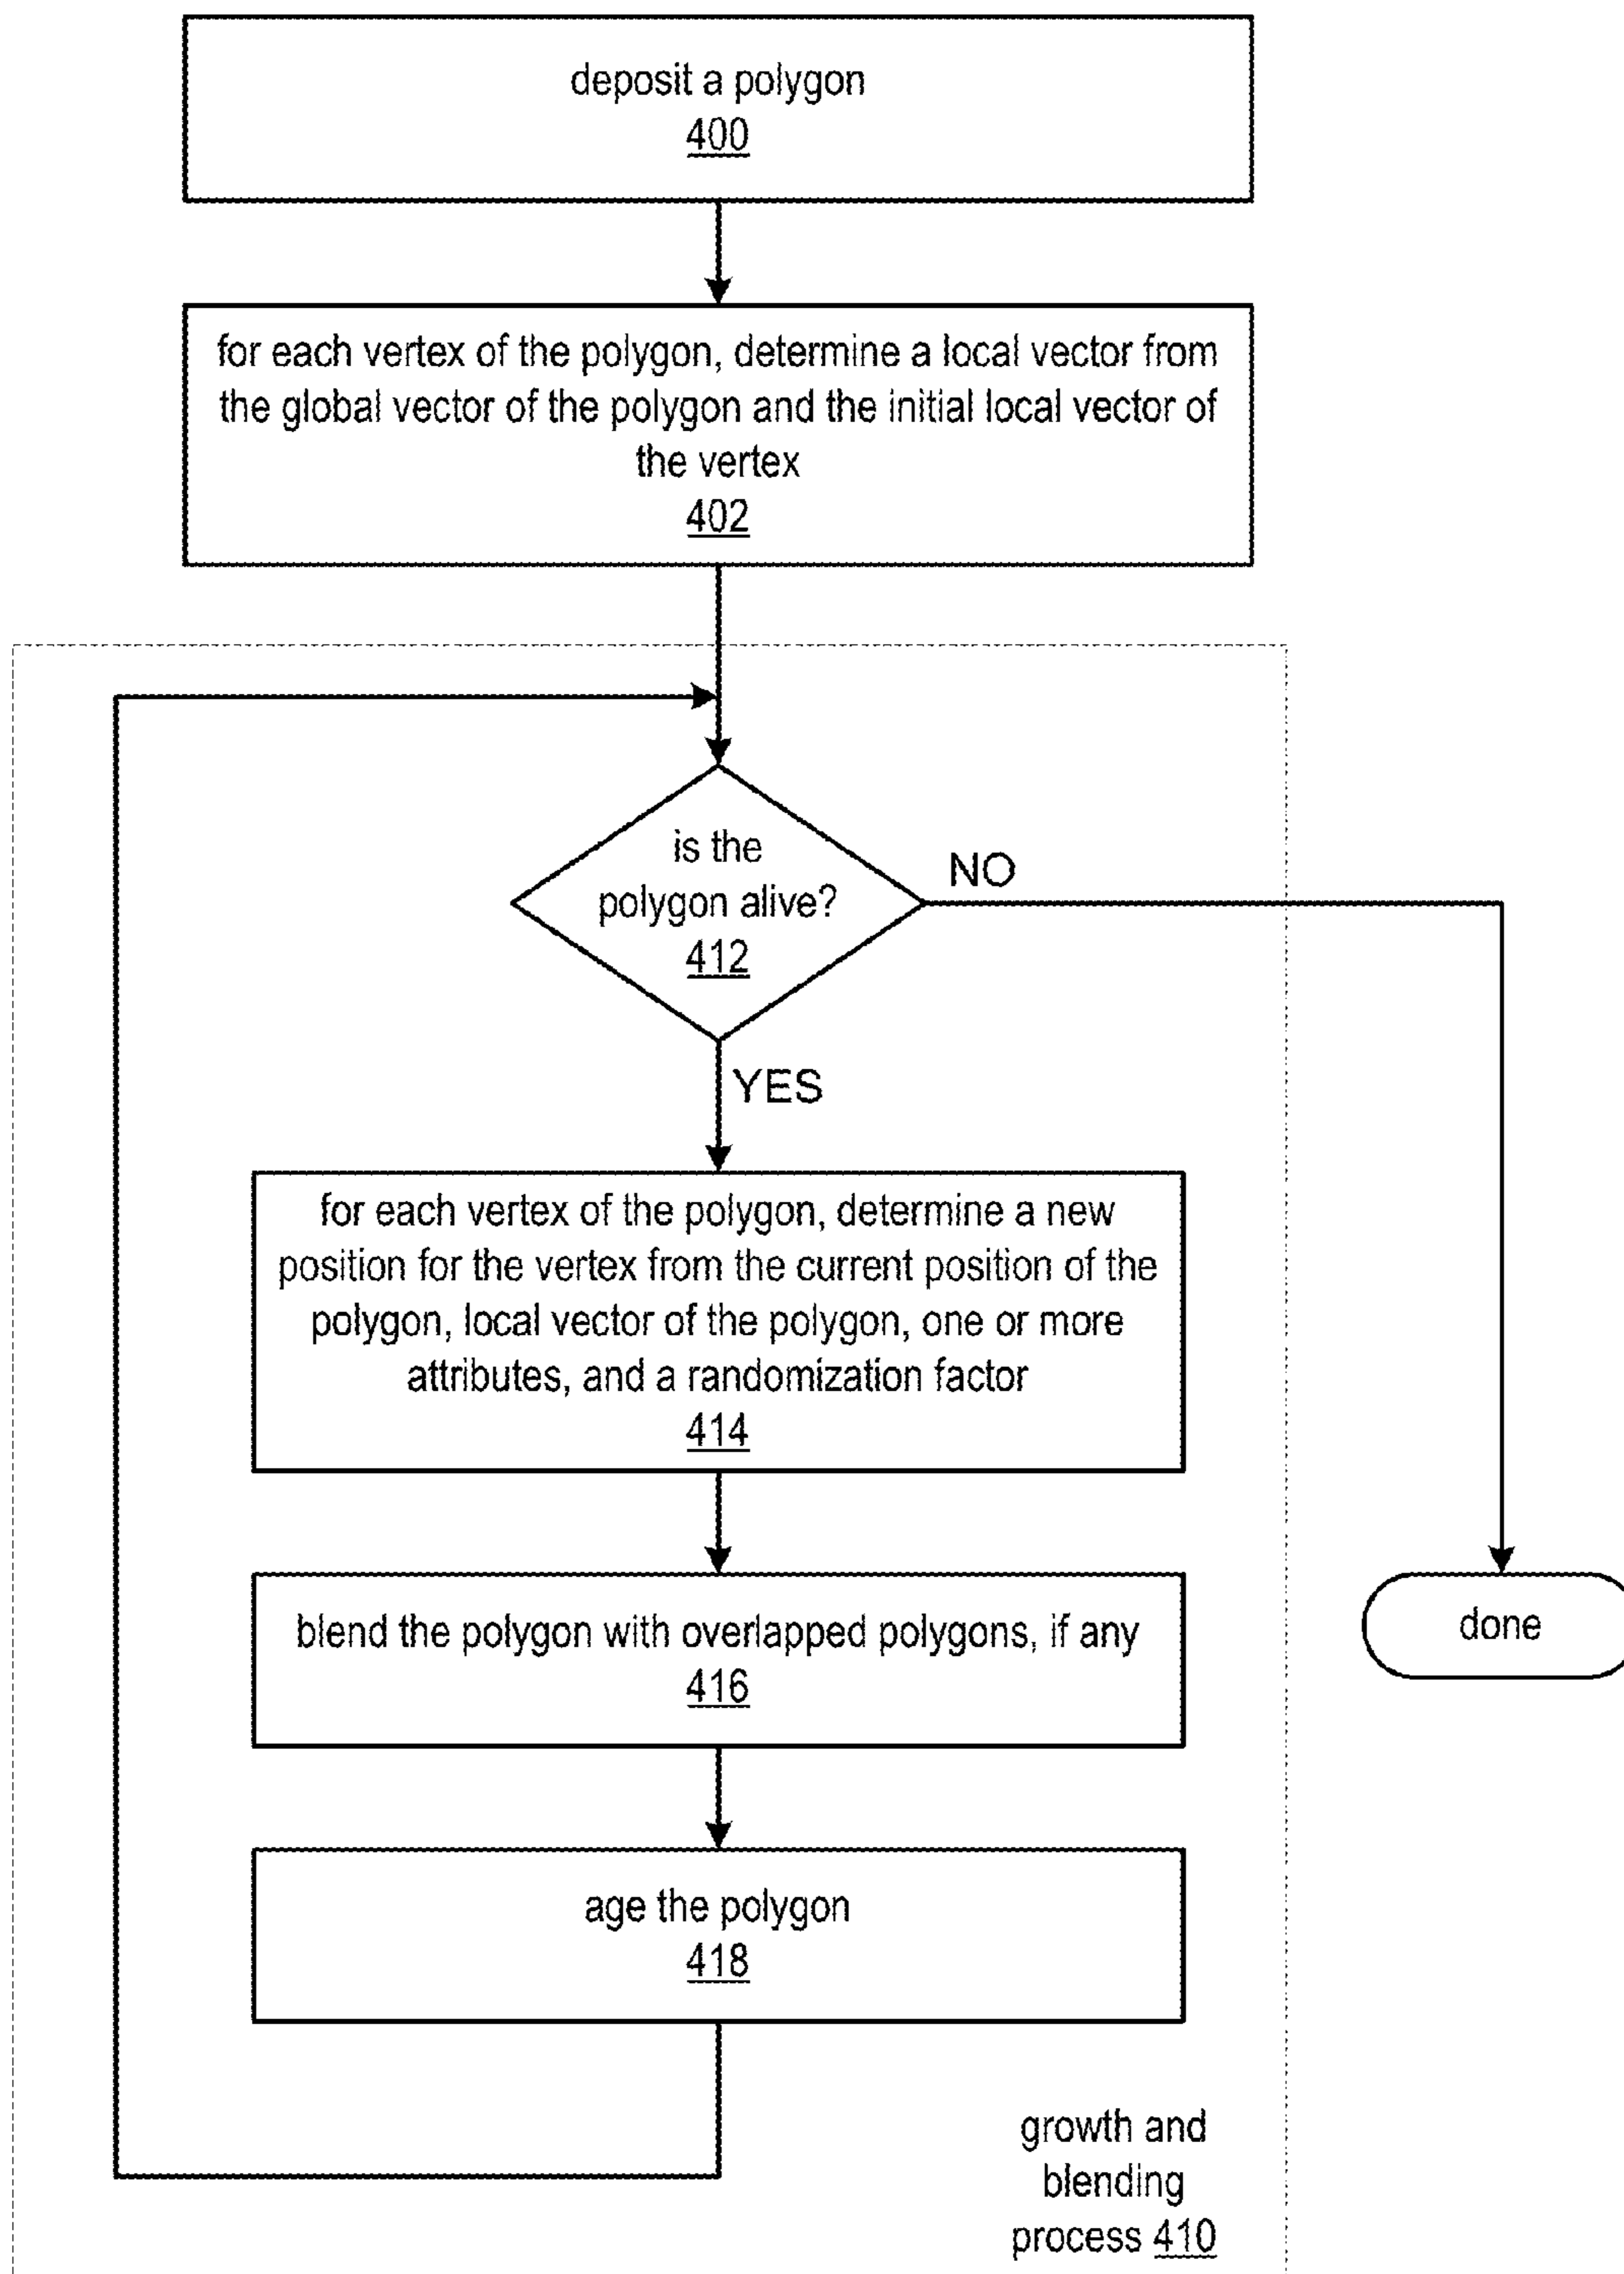 deposit a polygon
400
for each vertex of the polygon, determine a local vector from
the global vector of the polygon and the initial local vector of
the vertex
402
is the
polygon alive?
412
NO
YES
for each vertex of the polygon, determine a new
position for the vertex from the current position of the
polygon, local vector of the polygon, one or more
attributes, and a randomization factor
414
blend the polygon with overlapped polygons, if any
416
done
age the polygon
418
growth and
blending
process 410